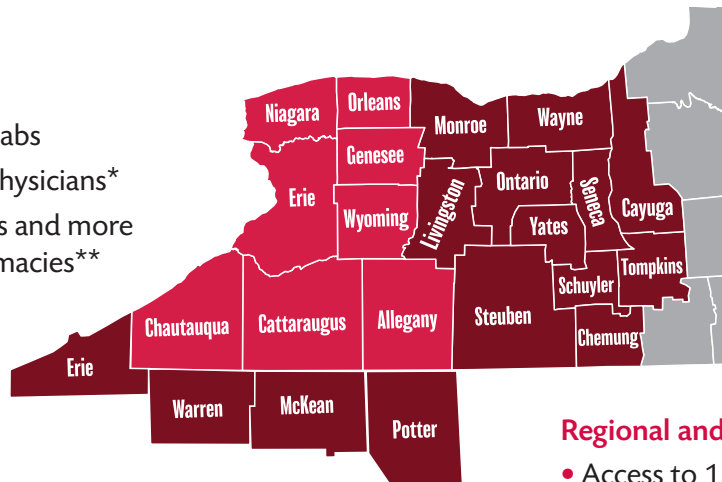 abs
hysicians*
s and more
macies**
Niagara
Orleans
Monroe
Wayne
Genesee
Erie
Wyoming
Livingston
Ontario
Seneca
Cayuga
Yates
Tompkins
Schuyler
Steuben
Chemung
Chautauqua
Cattaraugus
Allegany
Erie
Warren
McKean
Potter
Regional and
• Access to 1